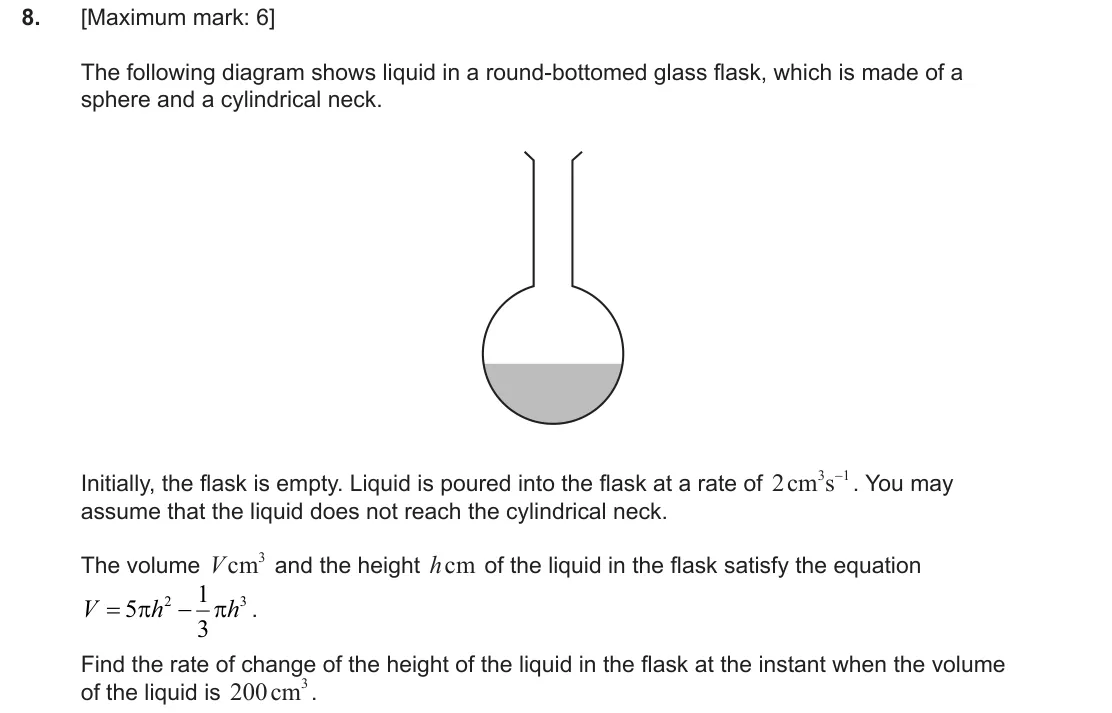 8. [Maximum mark: 6]
The following diagram shows liquid in a round-bottomed glass flask, which is made of a
sphere and a cylindrical neck.
Initially, the flask is empty. Liquid is poured into the flask at a rate of 2 cm³s⁻¹. You may
assume that the liquid does not reach the cylindrical neck.
The volume V cm³ and the height h cm of the liquid in the flask satisfy the equation
V = 5πh² − 1/3 πh³.
Find the rate of change of the height of the liquid in the flask at the instant when the volume
of the liquid is 200 cm³.